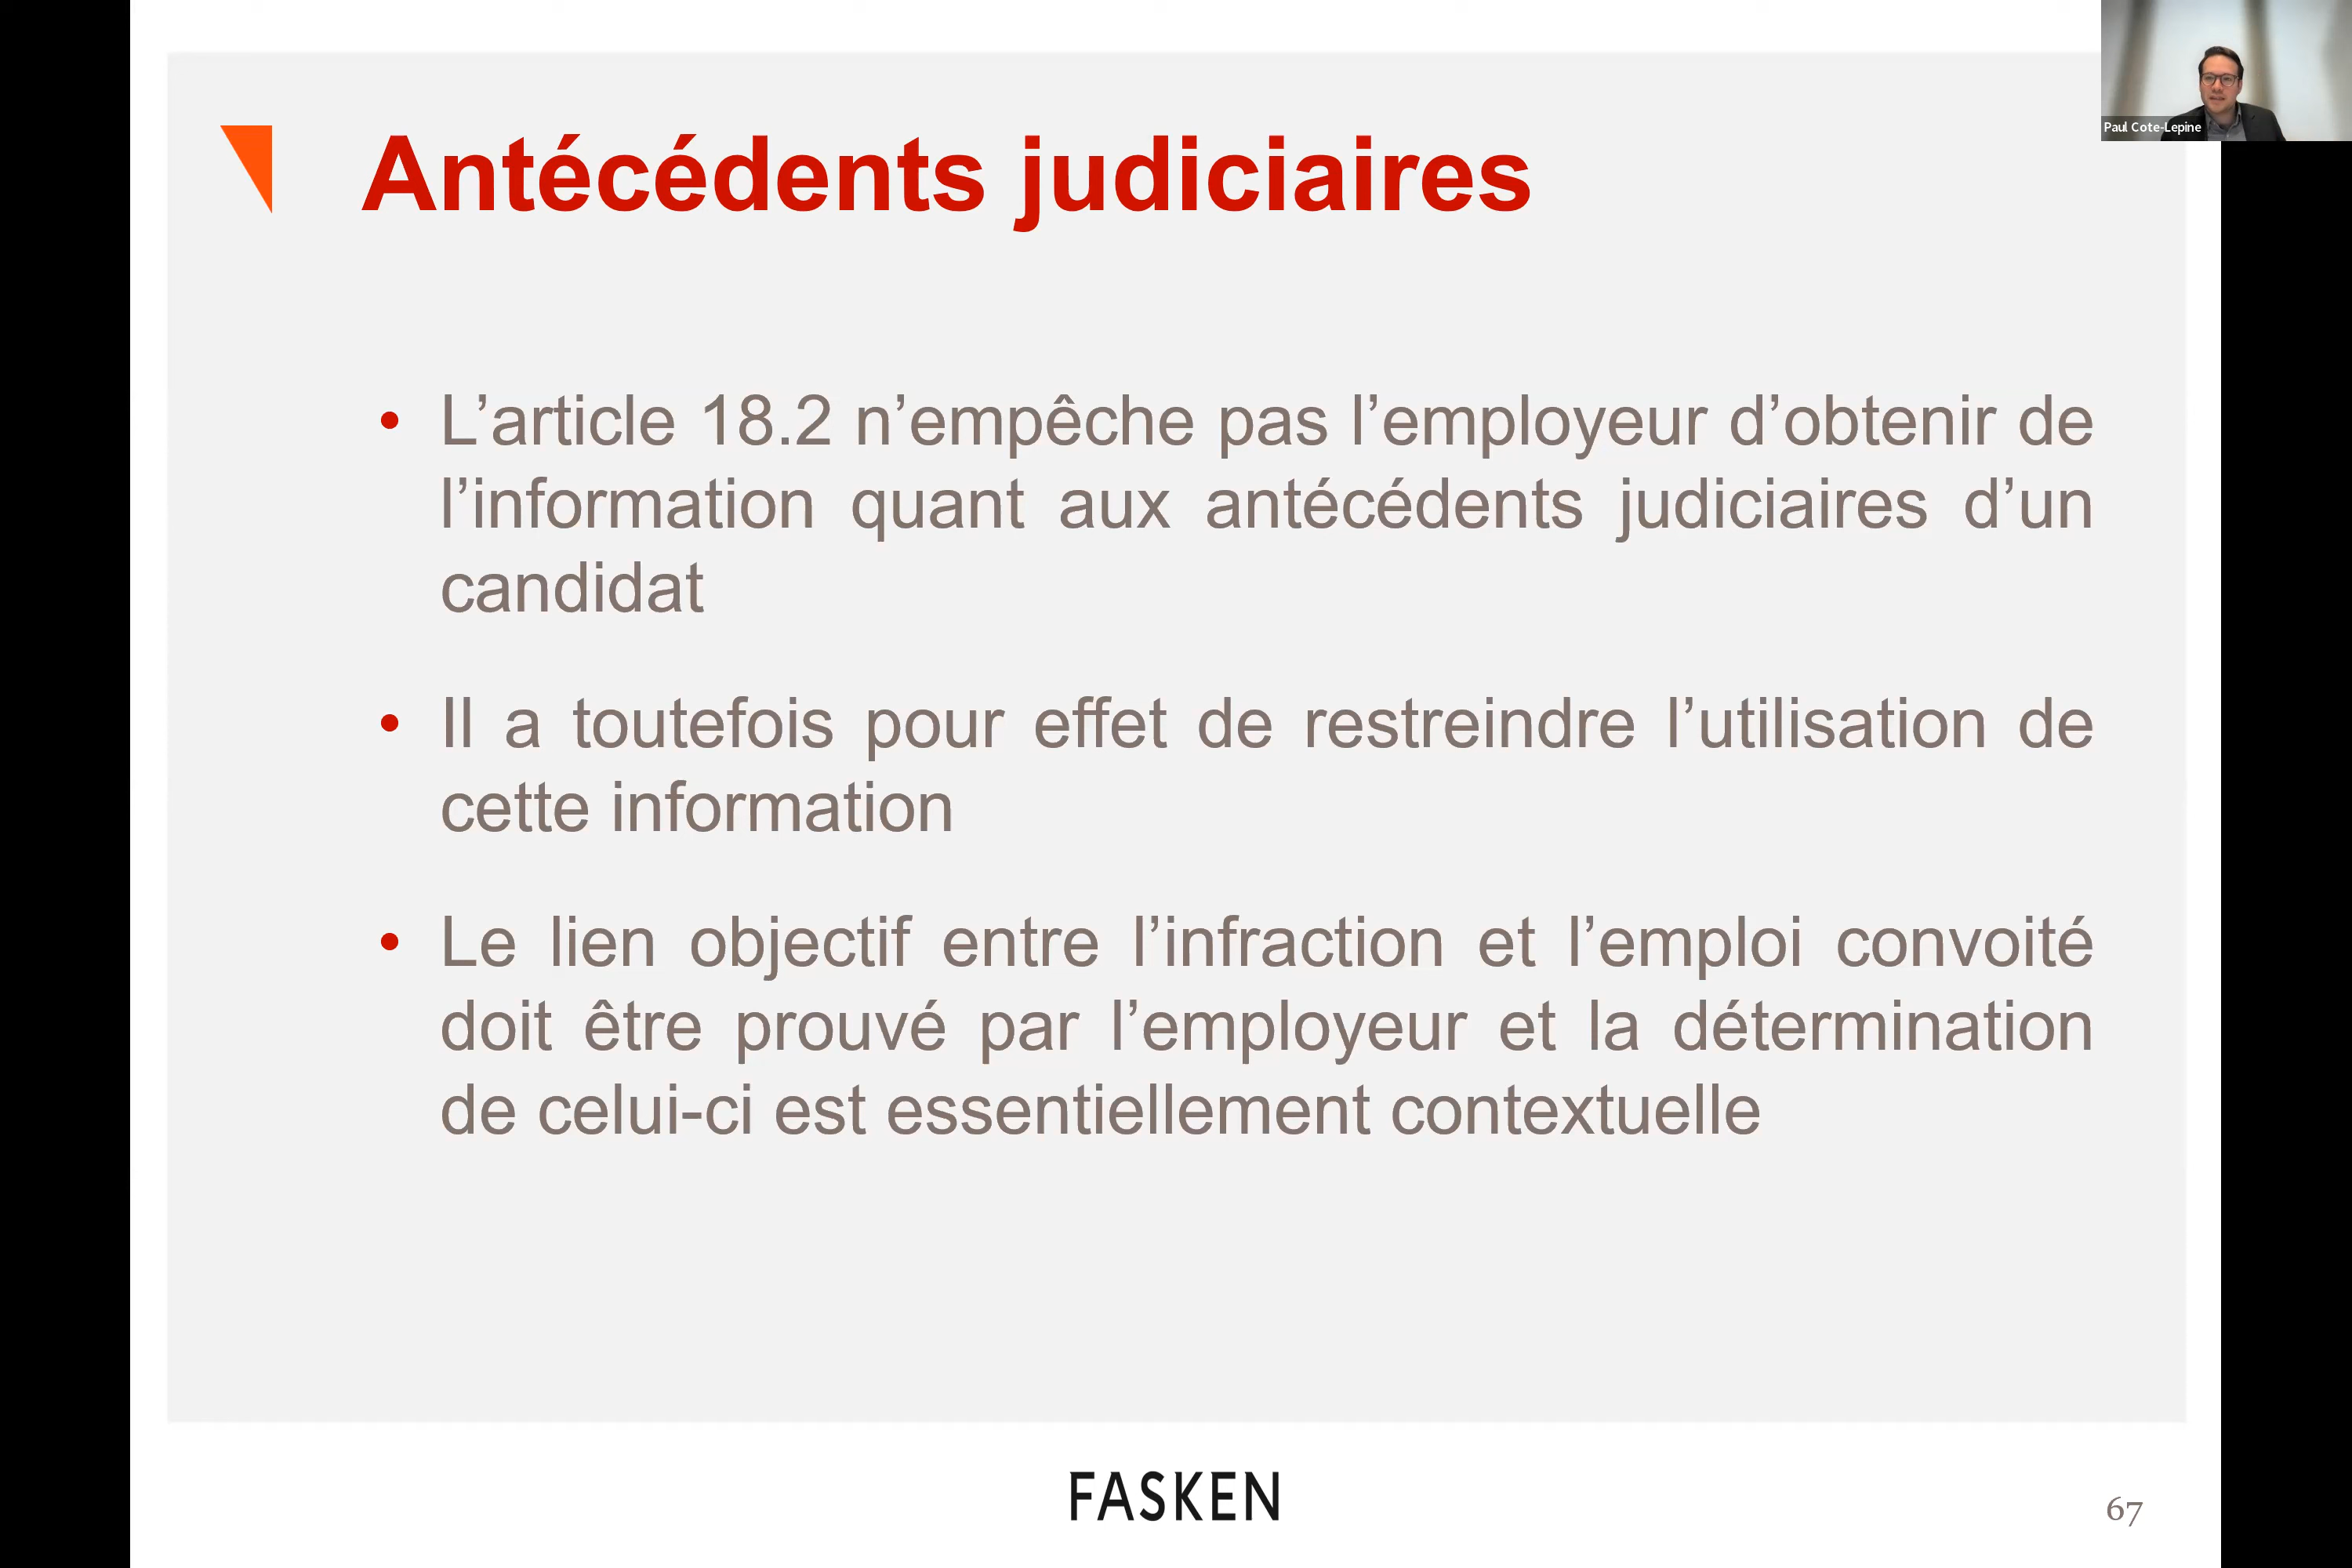 Paul Cote-Lepine
Antécédents judiciaires
• L’article 18.2 n’empêche pas l’employeur d’obtenir de
l’information quant aux antécédents judiciaires d’un
candidat
• Il a toutefois pour effet de restreindre l’utilisation de
cette information
• Le lien objectif entre l’infraction et l’emploi convoité
doit être prouvé par l’employeur et la détermination
de celui-ci est essentiellement contextuelle
FASKEN
67